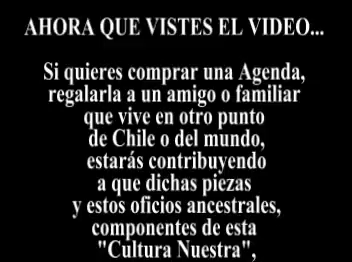 AHORA QUE VISTES EL VIDEO...
Si quieres comprar una Agenda,
regalarla a un amigo o familiar
que vive en otro punto
de Chile o del mundo,
estarás contribuyendo
a que dichas piezas
y estos oficios ancestrales,
componentes de esta
"Cultura Nuestra",